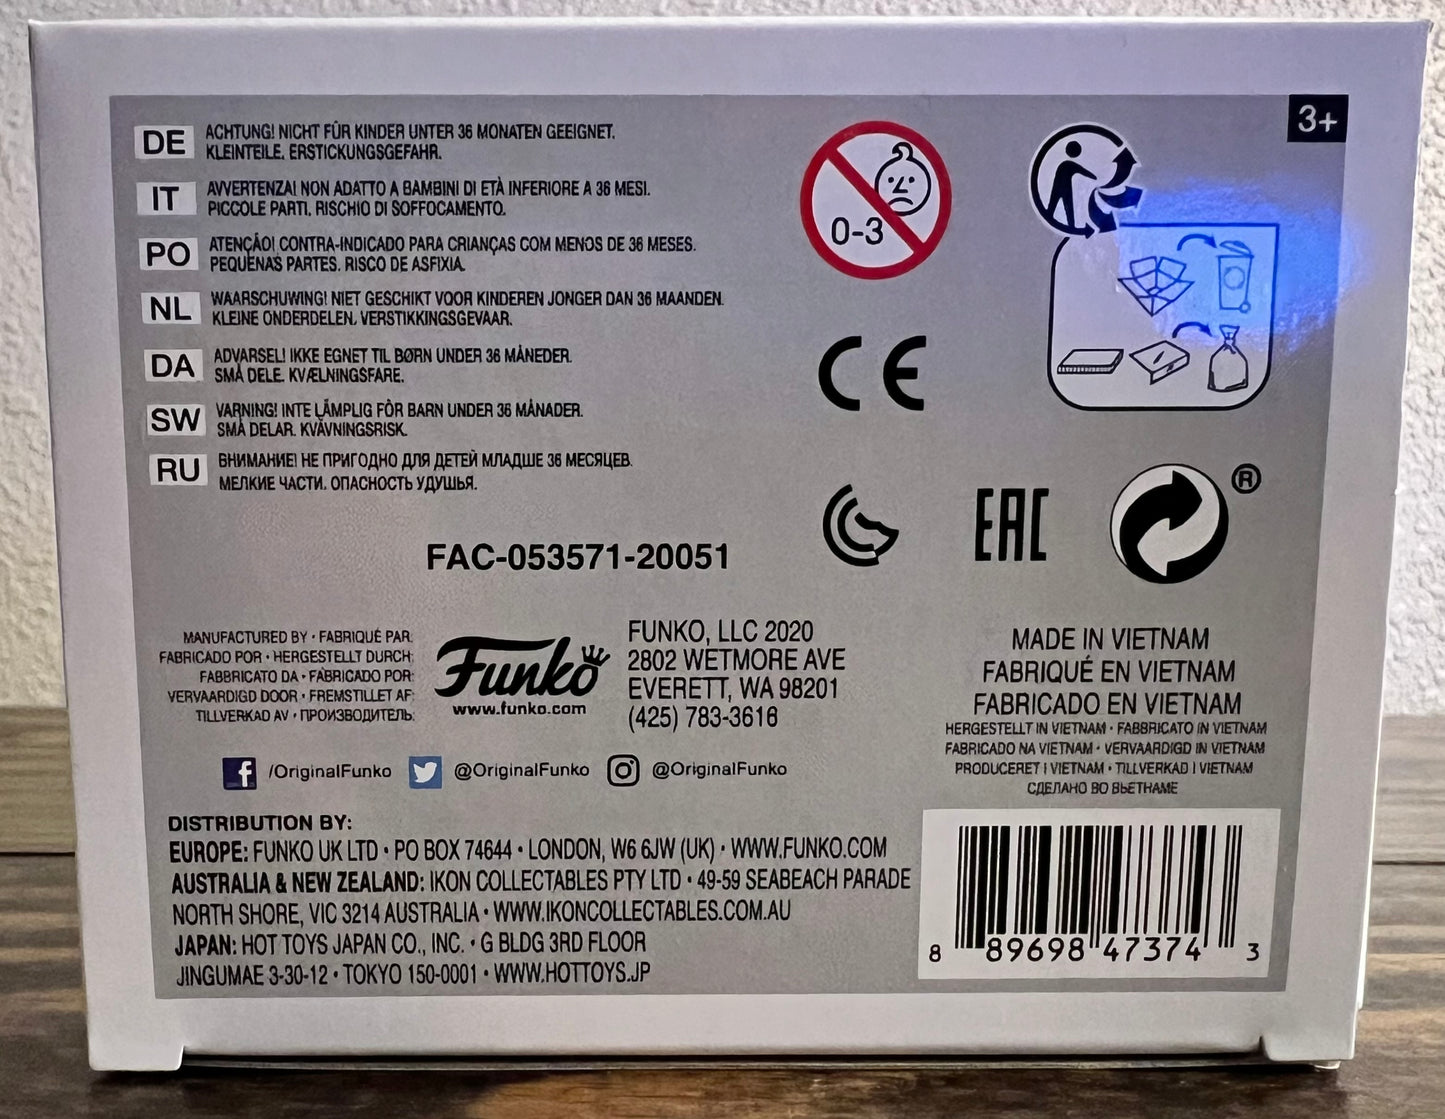 3+
DE
ACHTUNG! NICHT FÜR KINDER UNTER 36 MONATEN GEEIGNET.
KLEINTEILE. ERSTICKUNGSGEFAHR.
IT
AVVERTENZA! NON ADATTO A BAMBINI DI ETÀ INFERIORE A 36 MESI.
PICCOLE PARTI. RISCHIO DI SOFFOCAMENTO.
PO
ATENÇÃO! CONTRA-INDICADO PARA CRIANÇAS COM MENOS DE 36 MESES.
PEQUENAS PARTES. RISCO DE ASFIXIA.
NL
WAARSCHUWING! NIET GESCHIKT VOOR KINDEREN JONGER DAN 36 MAANDEN.
KLEINE ONDERDELEN. VERSTIKKINGSGEVAAR.
DA
ADVARSEL! IKKE EGNET TIL BØRN UNDER 36 MÅNEDER.
SMÅ DELE. KVÆLNINGSFARE.
SW
VARNING! INTE LÄMPLIG FÖR BARN UNDER 36 MÅNADER.
SMÅ DELAR. KVÄVNINGSRISK.
RU
ВНИМАНИЕ! НЕ ПРИГОДНО ДЛЯ ДЕТЕЙ МЛАДШЕ 36 МЕСЯЦЕВ.
МЕЛКИЕ ЧАСТИ. ОПАСНОСТЬ УДУШЬЯ.
0-3
CE
EAC
®
FAC-053571-20051
MANUFACTURED BY • FABRIQUÉ PAR:
FABRICADO POR • HERGESTELLT DURCH:
FABBRICATO DA • FABRICADO POR:
VERVAARDIGD DOOR • FREMSTILLET AF:
TILLVERKAD AV • ПРОИЗВОДИТЕЛЬ:
Funko
www.funko.com
FUNKO, LLC 2020
2802 WETMORE AVE
EVERETT, WA 98201
(425) 783-3616
MADE IN VIETNAM
FABRIQUÉ EN VIETNAM
FABRICADO EN VIETNAM
HERGESTELLT IN VIETNAM • FABBRICATO IN VIETNAM
FABRICADO NA VIETNAM • VERVAARDIGD IN VIETNAM
PRODUCERET I VIETNAM • TILLVERKAD I VIETNAM
СДЕЛАНО ВО ВЬЕТНАМЕ
/OriginalFunko @OriginalFunko @OriginalFunko
DISTRIBUTION BY:
EUROPE: FUNKO UK LTD • PO BOX 74644 • LONDON, W6 6JW (UK) • WWW.FUNKO.COM
AUSTRALIA & NEW ZEALAND: IKON COLLECTABLES PTY LTD • 49-59 SEABEACH PARADE
NORTH SHORE, VIC 3214 AUSTRALIA • WWW.IKONCOLLECTABLES.COM.AU
JAPAN: HOT TOYS JAPAN CO., INC. • G BLDG 3RD FLOOR
JINGUMAE 3-30-12 • TOKYO 150-0001 • WWW.HOTTOYS.JP
8 89698 47374 3